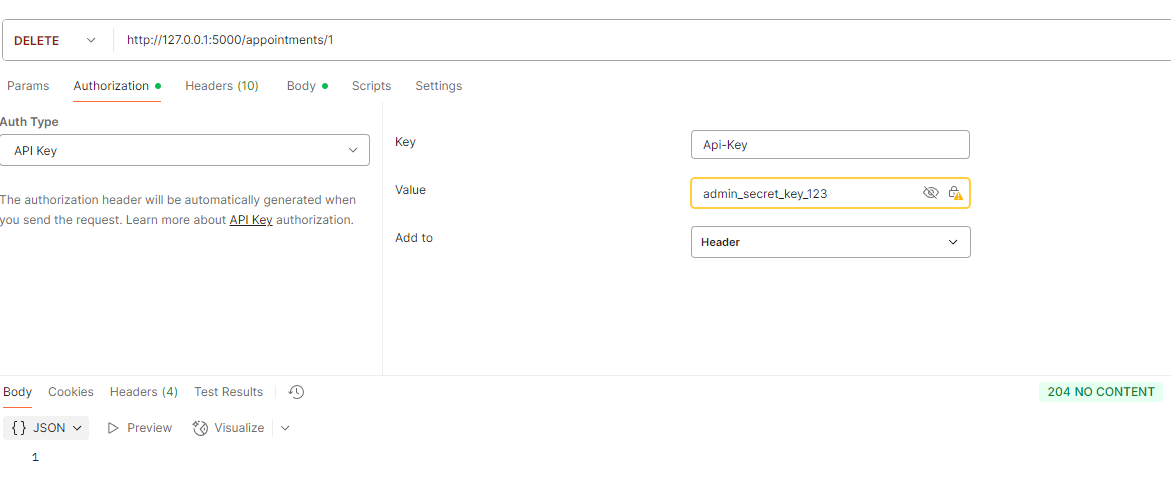 DELETE http://127.0.0.1:5000/appointments/1
Params Authorization Headers (10) Body Scripts Settings
Auth Type
API Key
The authorization header will be automatically generated when
you send the request. Learn more about API Key authorization.
Key Api-Key
Value admin_secret_key_123
Add to Header
Body Cookies Headers (4) Test Results 204 NO CONTENT
{ } JSON Preview Visualize
1